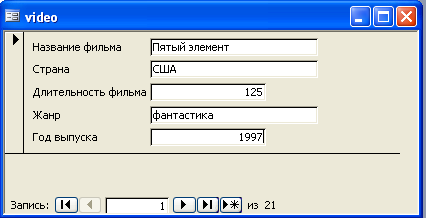 video
Название фильма Пятый элемент
Страна США
Длительность фильма 125
Жанр фантастика
Год выпуска 1997
Запись: 1 из 21